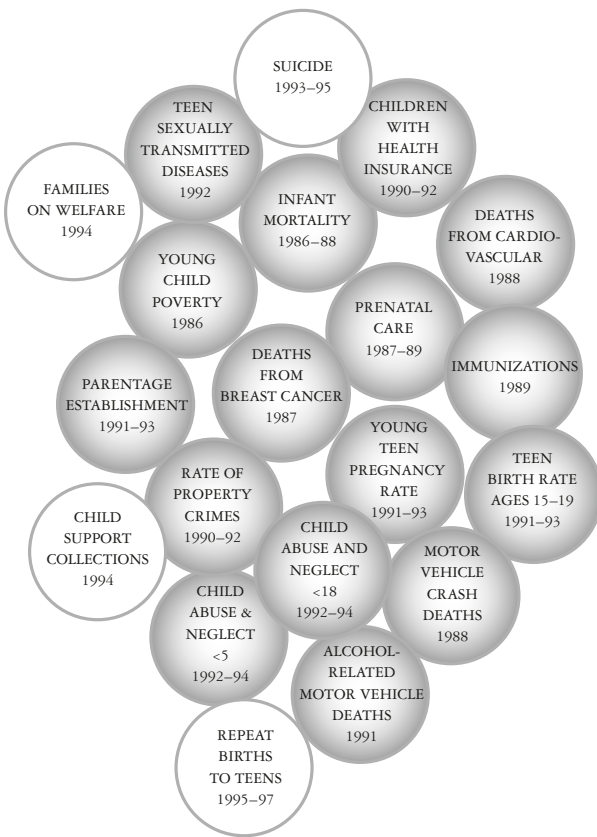 SUICIDE
1993–95
TEEN
SEXUALLY
TRANSMITTED
DISEASES
1992
CHILDREN
WITH
HEALTH
INSURANCE
1990–92
FAMILIES
ON WELFARE
1994
INFANT
MORTALITY
1986–88
DEATHS
FROM CARDIO-
VASCULAR
1988
YOUNG
CHILD
POVERTY
1986
PRENATAL
CARE
1987–89
DEATHS
FROM
BREAST CANCER
1987
IMMUNIZATIONS
1989
PARENTAGE
ESTABLISHMENT
1991–93
YOUNG
TEEN
PREGNANCY
RATE
1991–93
TEEN
BIRTH RATE
AGES 15–19
1991–93
RATE OF
PROPERTY
CRIMES
1990–92
CHILD
SUPPORT
COLLECTIONS
1994
CHILD
ABUSE AND
NEGLECT
<18
1992–94
MOTOR
VEHICLE
CRASH
DEATHS
1988
CHILD
ABUSE &
NEGLECT
<5
1992–94
ALCOHOL-
RELATED
MOTOR VEHICLE
DEATHS
1991
REPEAT
BIRTHS
TO TEENS
1995–97